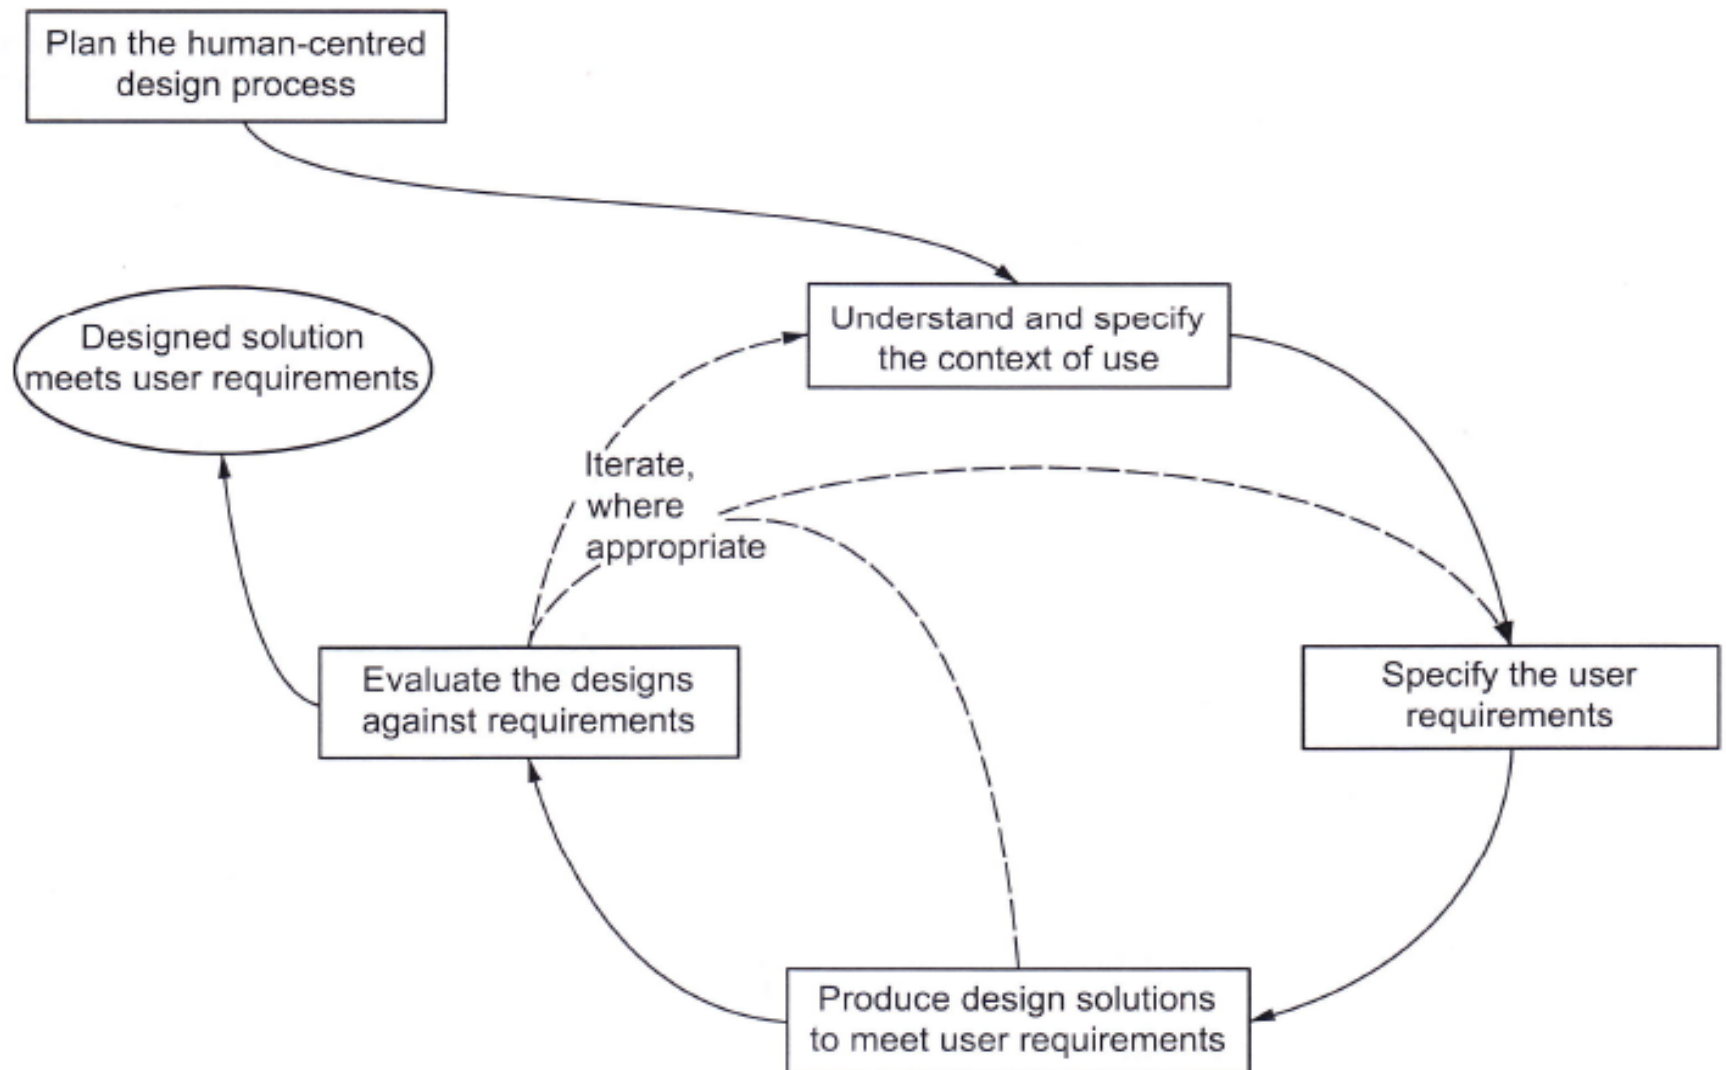 Plan the human-centred
design process
Understand and specify
the context of use
Designed solution
meets user requirements
Iterate,
where
appropriate
Evaluate the designs
against requirements
Specify the user
requirements
Produce design solutions
to meet user requirements